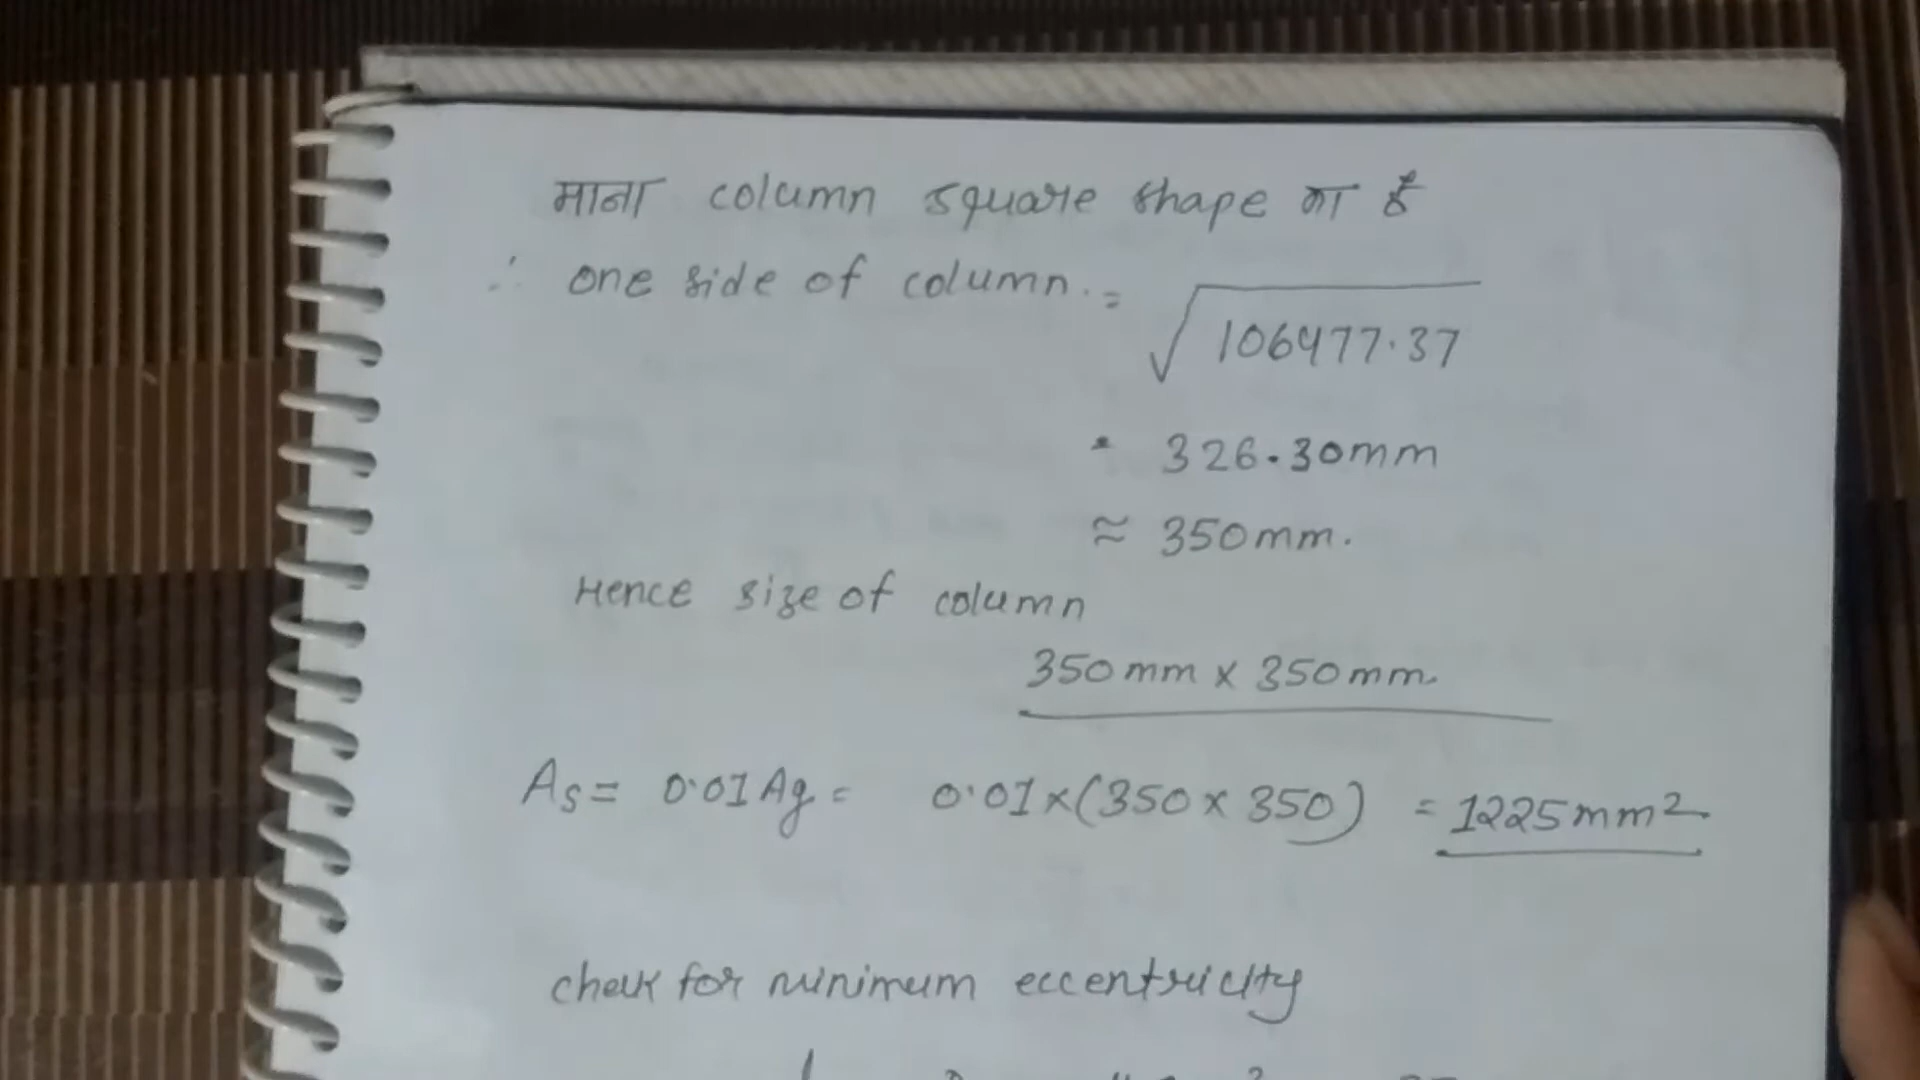 माना column square shape का है
∴ one side of column. = √106477.37
= 326.30mm
≈ 350mm.
Hence size of column
350mm x 350mm
As = 0.01Ag = 0.01x(350 x 350) = 1225mm²
check for minimum eccentricity